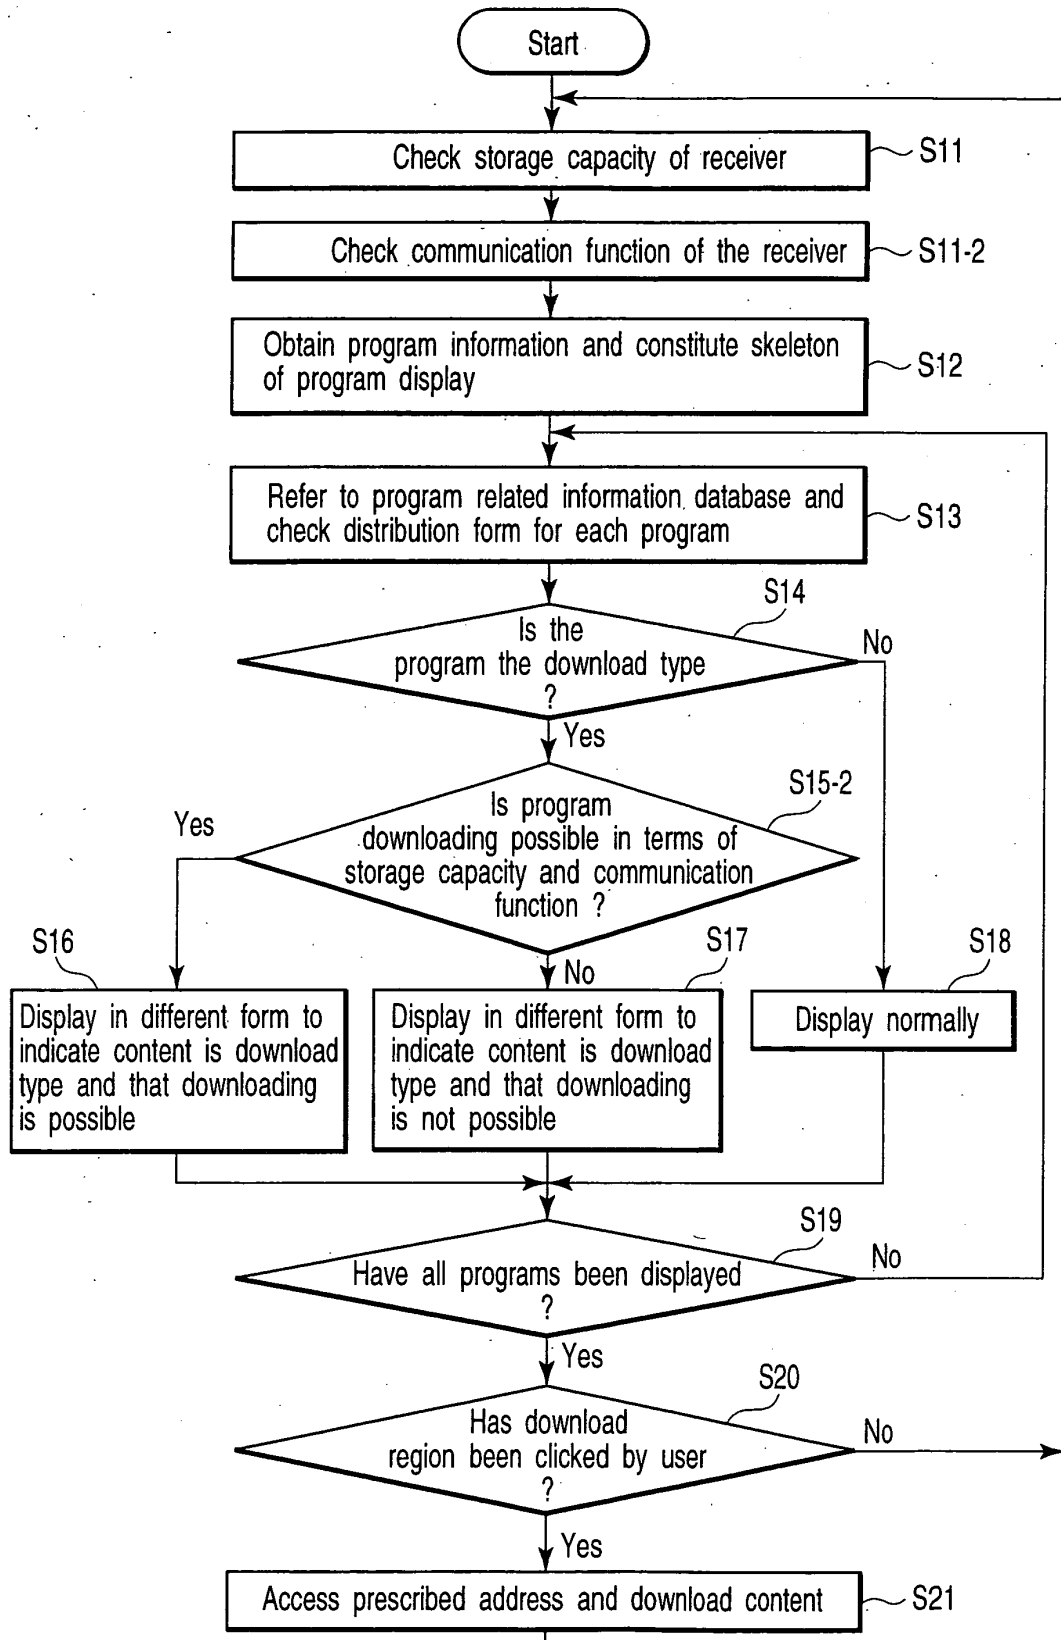 Start
Check storage capacity of receiver
S11
Check communication function of the receiver
S11-2
Obtain program information and constitute skeleton
of program display
S12
Refer to program related information database and
check distribution form for each program
S13
S14
Is the
program the download type
?
No
Yes
S15-2
Is program
downloading possible in terms of
storage capacity and communication
function ?
Yes
No
S16
Display in different form to
indicate content is download
type and that downloading
is possible
S17
Display in different form to
indicate content is download
type and that downloading
is not possible
S18
Display normally
S19
Have all programs been displayed
?
No
Yes
S20
Has download
region been clicked by user
?
No
Yes
Access prescribed address and download content
S21